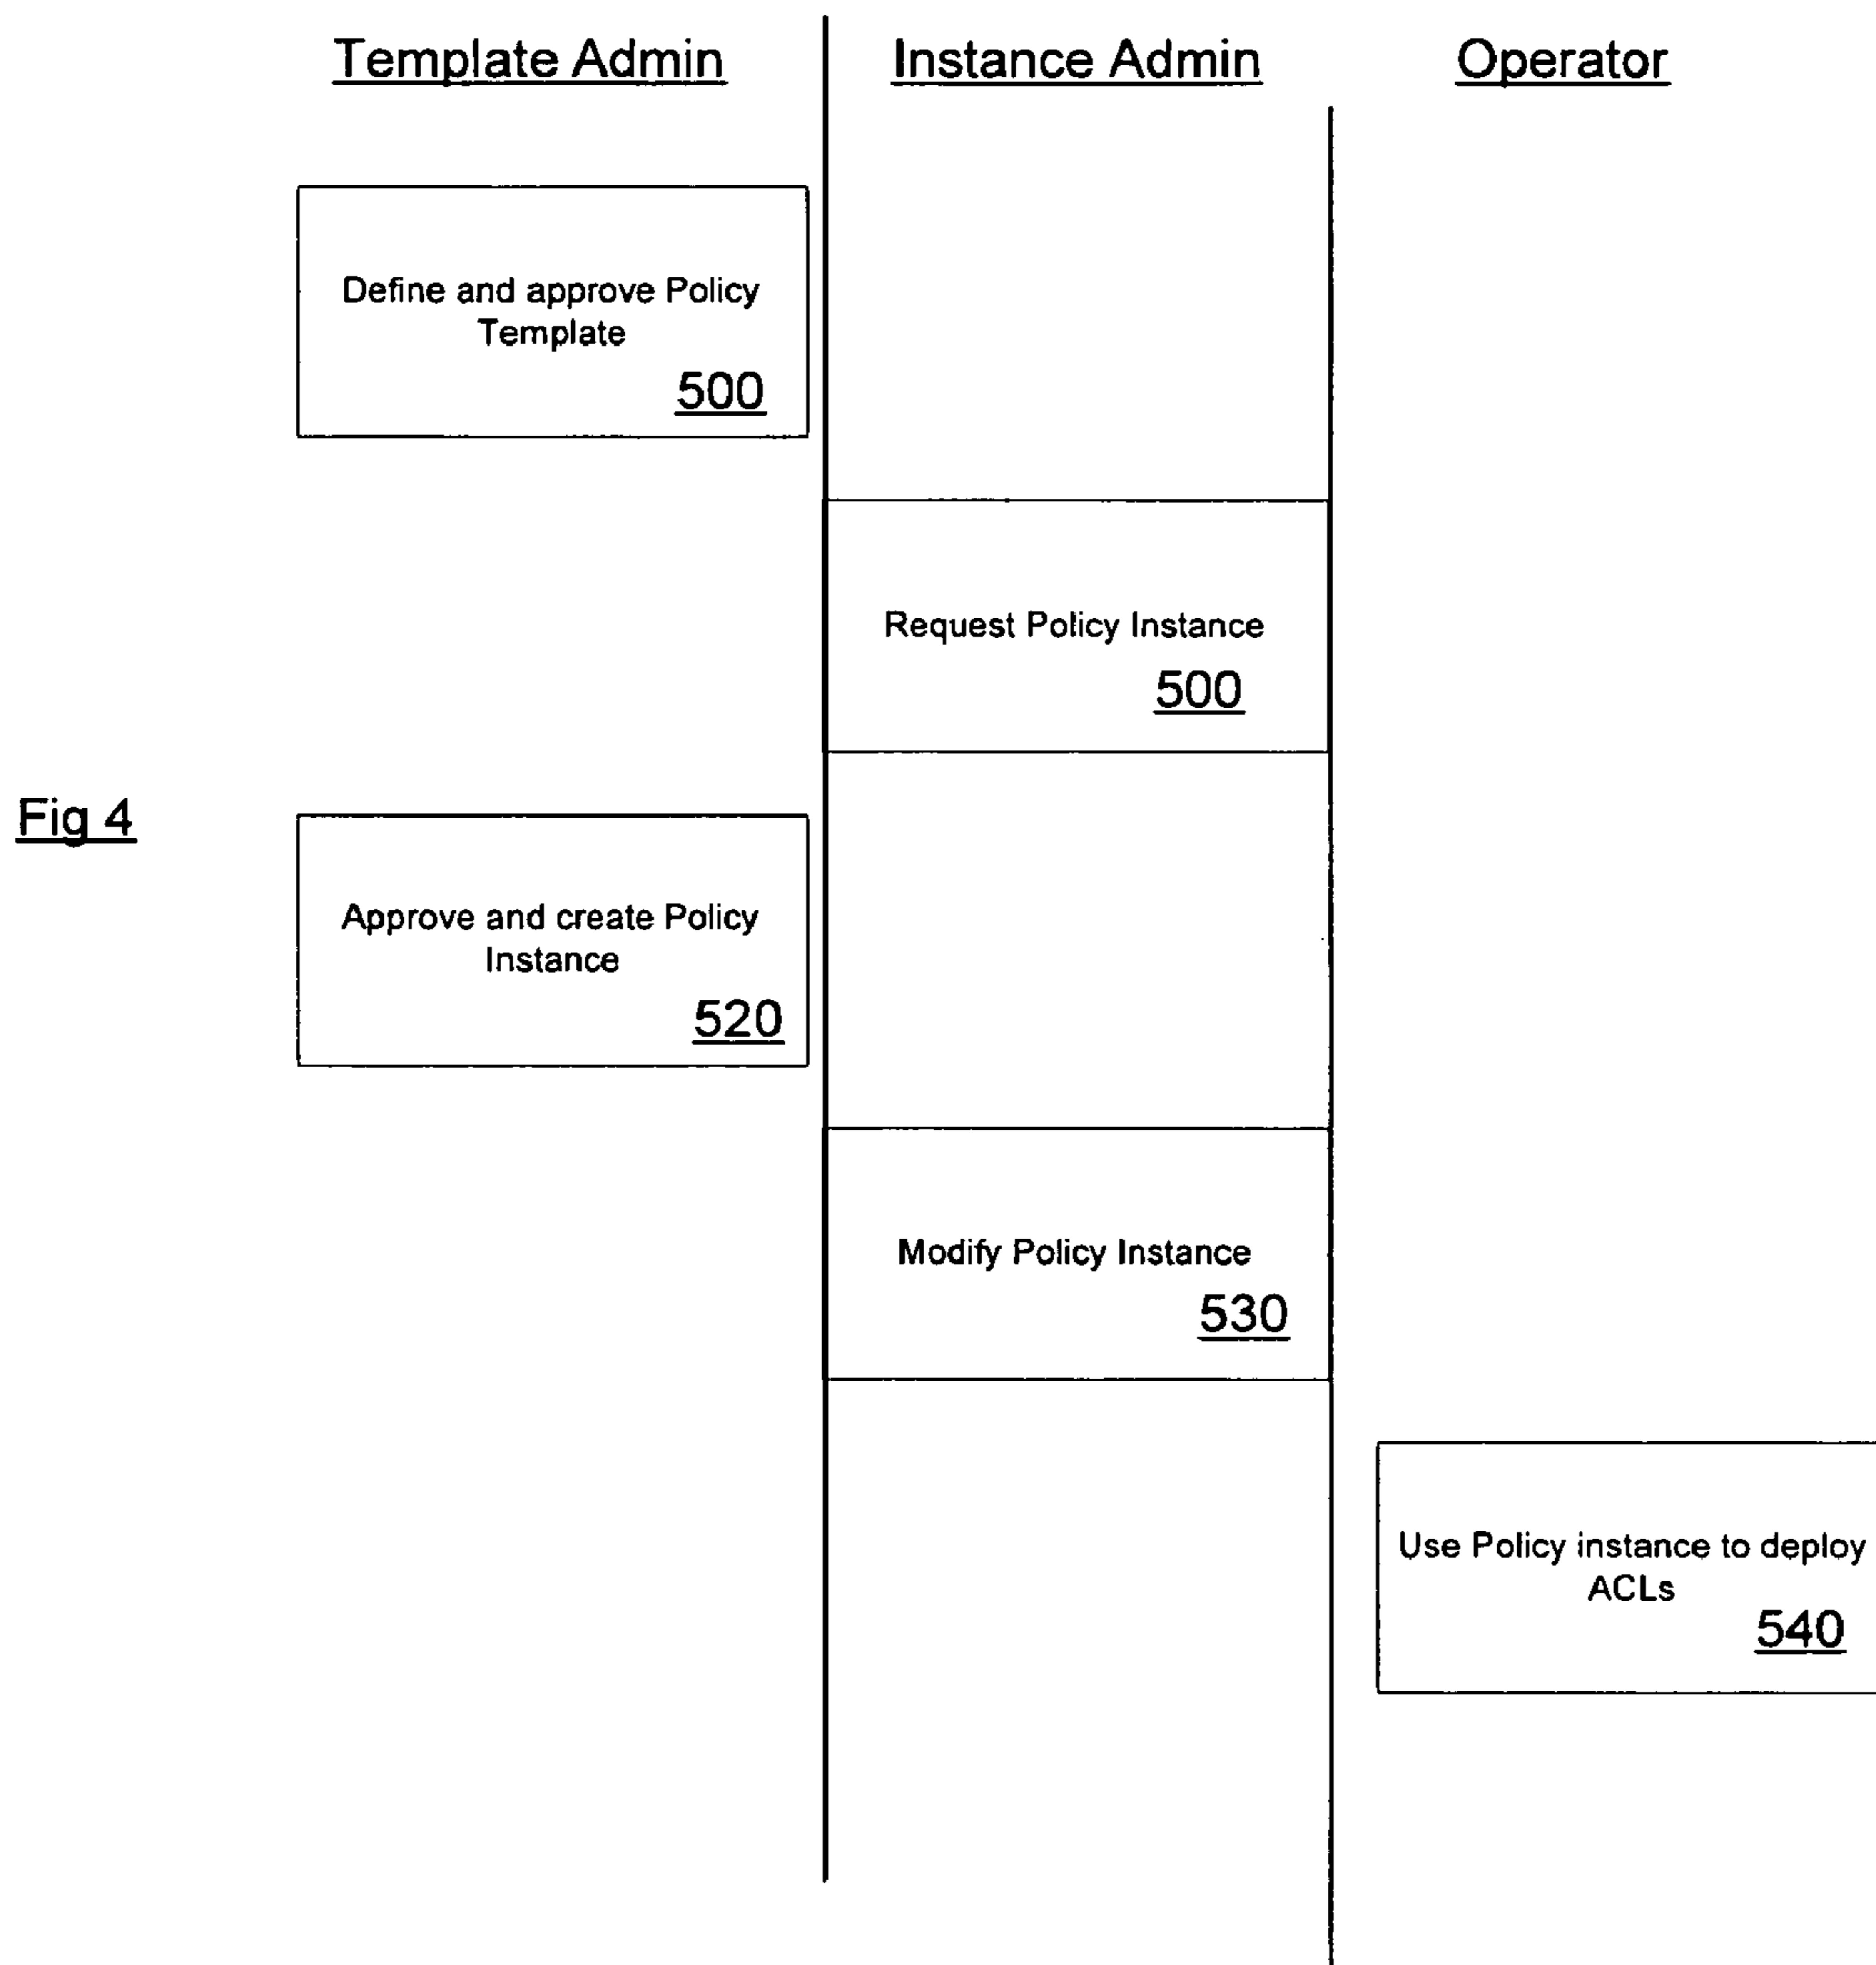 Template Admin
Instance Admin
Operator
Define and approve Policy
Template
500
Request Policy Instance
500
Fig 4
Approve and create Policy
Instance
520
Modify Policy Instance
530
Use Policy instance to deploy
ACLs
540